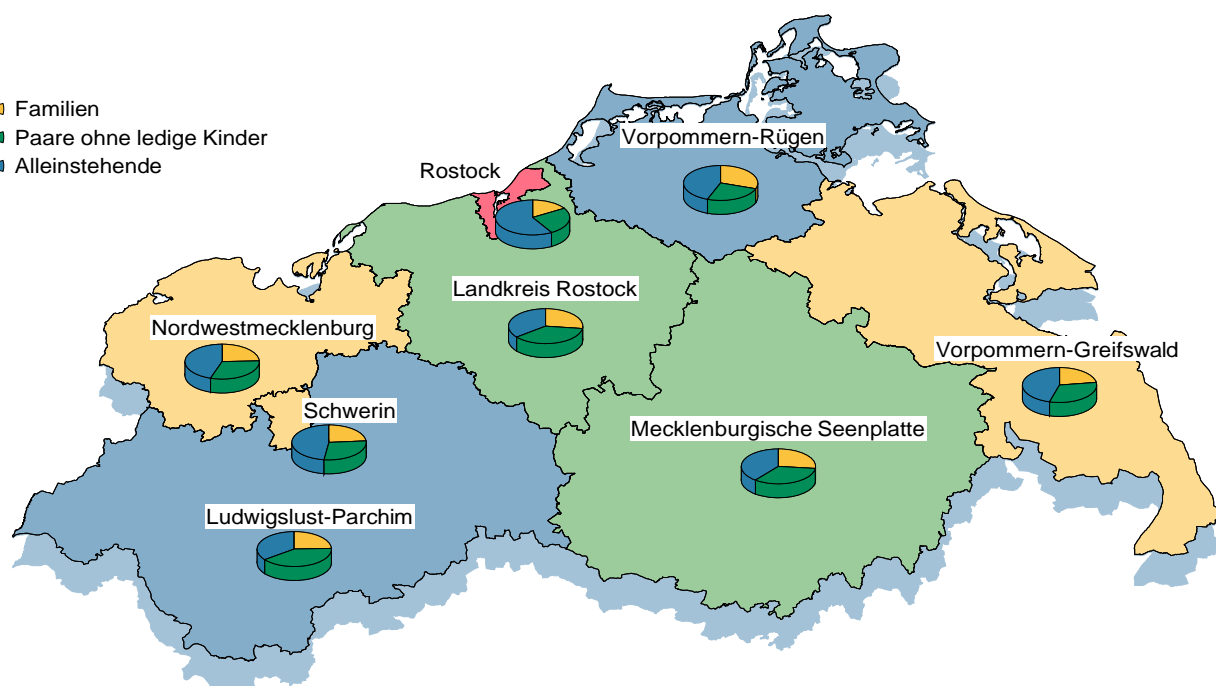 Familien
Paare ohne ledige Kinder
Alleinstehende
Vorpommern-Rügen
Rostock
Landkreis Rostock
Nordwestmecklenburg
Vorpommern-Greifswald
Schwerin
Mecklenburgische Seenplatte
Ludwigslust-Parchim